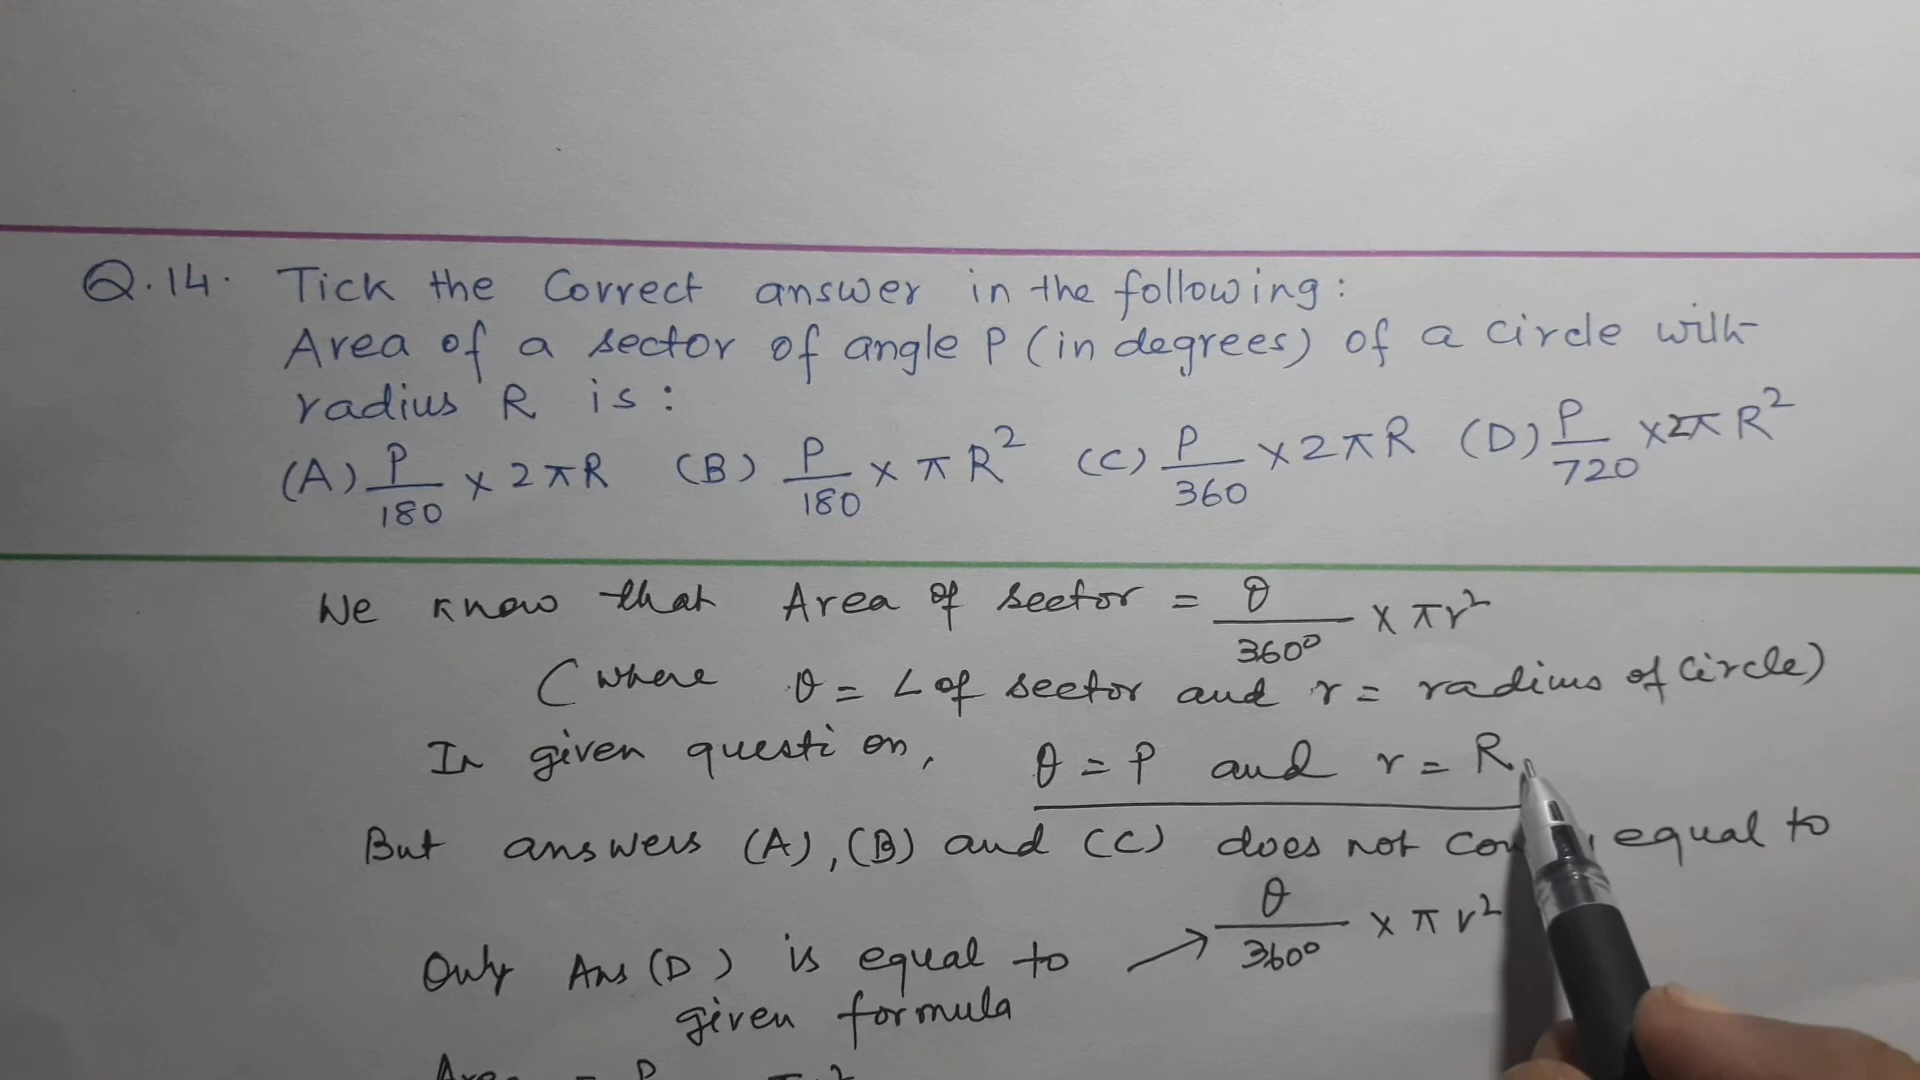 Q.14. Tick the Correct answer in the following:
Area of a sector of angle P (in degrees) of a circle with
radius R is:
(A) P/180 × 2πR (B) P/180 × πR² (C) P/360 × 2πR (D) P/720 × 2πR²
We know that Area of sector = θ/360° × πr²
(where θ = ∠ of sector and r = radius of Circle)
In given question, θ = P and r = R
But answers (A), (B) and (C) does not equal to
θ/360° × πr²
Only Ans (D) is equal to →
given formula